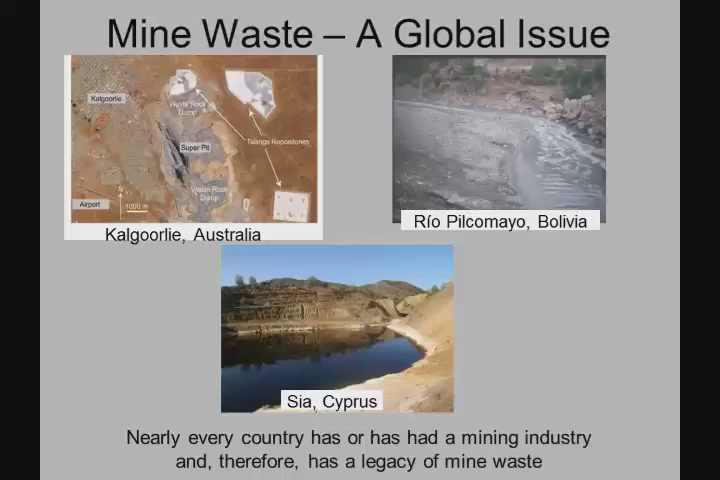 Mine Waste – A Global Issue
Kalgoorlie
Waste Rock
Dump
Super Pit
Tailings Repositories
Waste Rock
Dump
Airport
N
1000 m
Kalgoorlie, Australia
Río Pilcomayo, Bolivia
Sia, Cyprus
Nearly every country has or has had a mining industry
and, therefore, has a legacy of mine waste